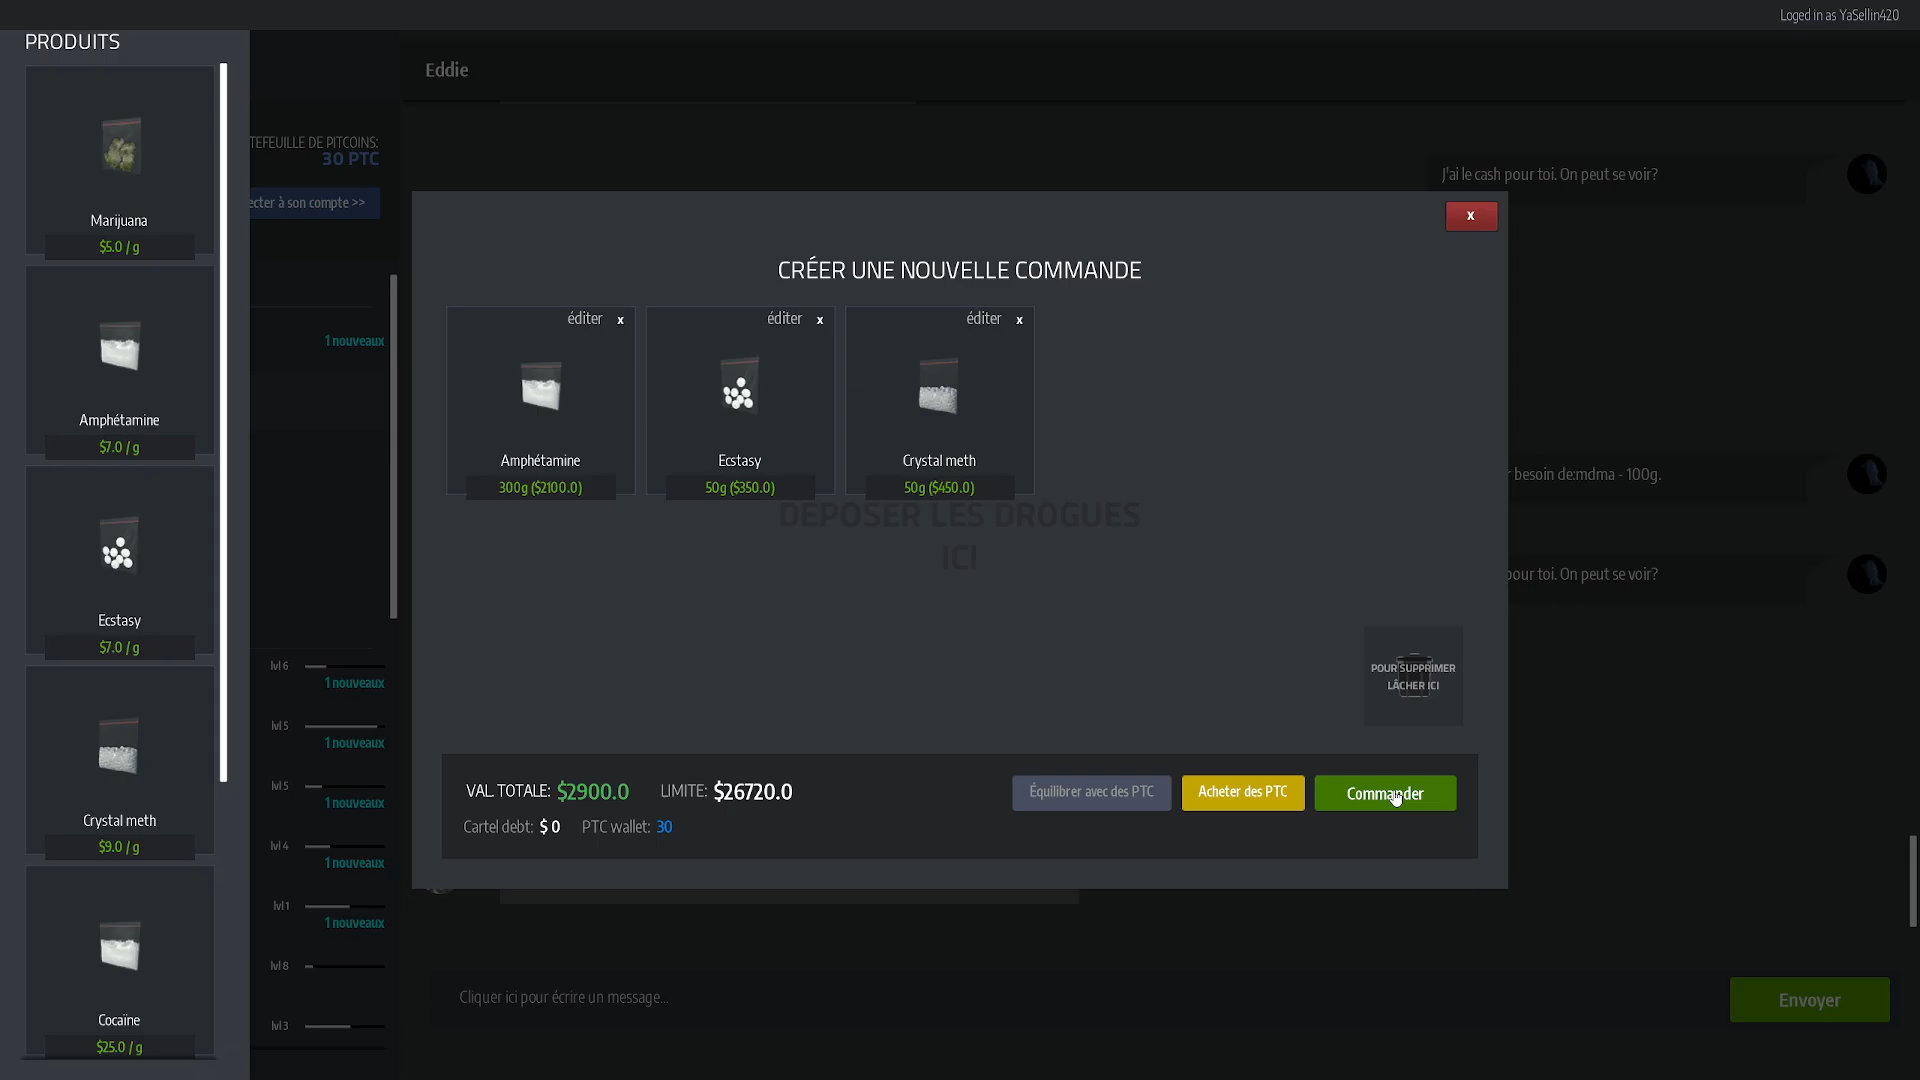 Loged in as YaSellin420
PRODUITS
Marijuana
$5.0 / g
Amphétamine
$7.0 / g
Ecstasy
$7.0 / g
Crystal meth
$9.0 / g
Cocaïne
$25.0 / g
TEFEUILLE DE PITCOINS:
30 PTC
ecter à son compte >>
1 nouveaux
lvl 6
1 nouveaux
lvl 5
1 nouveaux
lvl 5
1 nouveaux
lvl 4
1 nouveaux
lvl 1
1 nouveaux
lvl 8
lvl 3
Eddie
J'ai le cash pour toi. On peut se voir?
r besoin de:mdma - 100g.
pour toi. On peut se voir?
x
CRÉER UNE NOUVELLE COMMANDE
éditer x
Amphétamine
300g ($2100.0)
éditer x
Ecstasy
50g ($350.0)
éditer x
Crystal meth
50g ($450.0)
DÉPOSER LES DROGUES
ICI
POUR SUPPRIMER
LÂCHER ICI
VAL. TOTALE: $2900.0 LIMITE: $26720.0
Cartel debt: $ 0 PTC wallet: 30
Équilibrer avec des PTC
Acheter des PTC
Commander
Cliquer ici pour écrire un message...
Envoyer